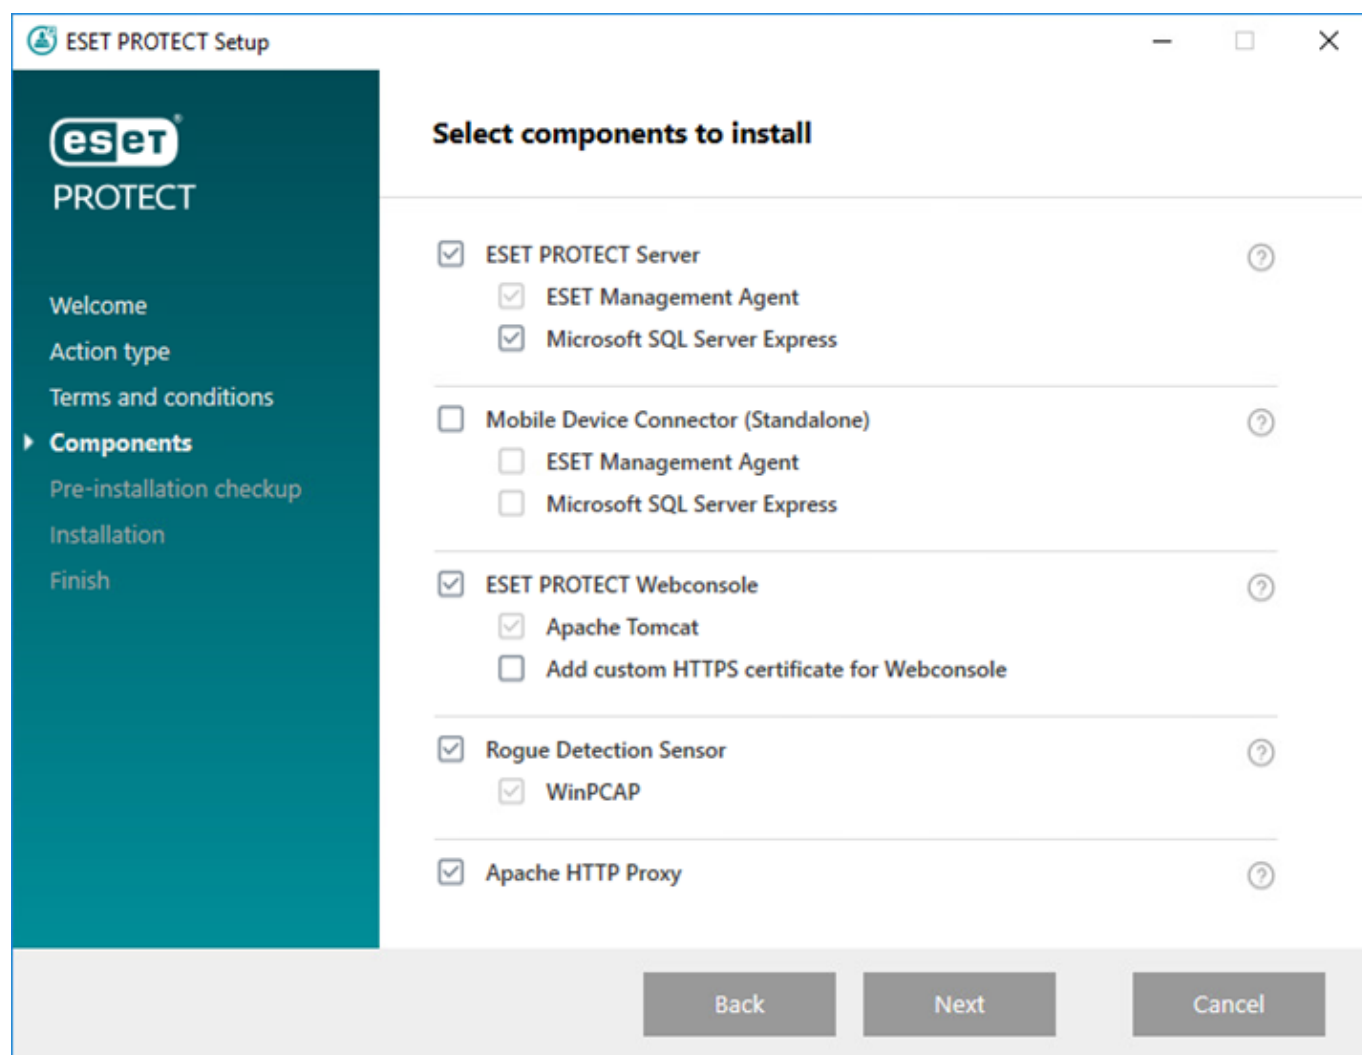 ESET PROTECT Setup
eseT®
PROTECT
Welcome
Action type
Terms and conditions
Components
Pre-installation checkup
Installation
Finish
Select components to install
ESET PROTECT Server
ESET Management Agent
Microsoft SQL Server Express
Mobile Device Connector (Standalone)
ESET Management Agent
Microsoft SQL Server Express
ESET PROTECT Webconsole
Apache Tomcat
Add custom HTTPS certificate for Webconsole
Rogue Detection Sensor
WinPCAP
Apache HTTP Proxy
Back
Next
Cancel